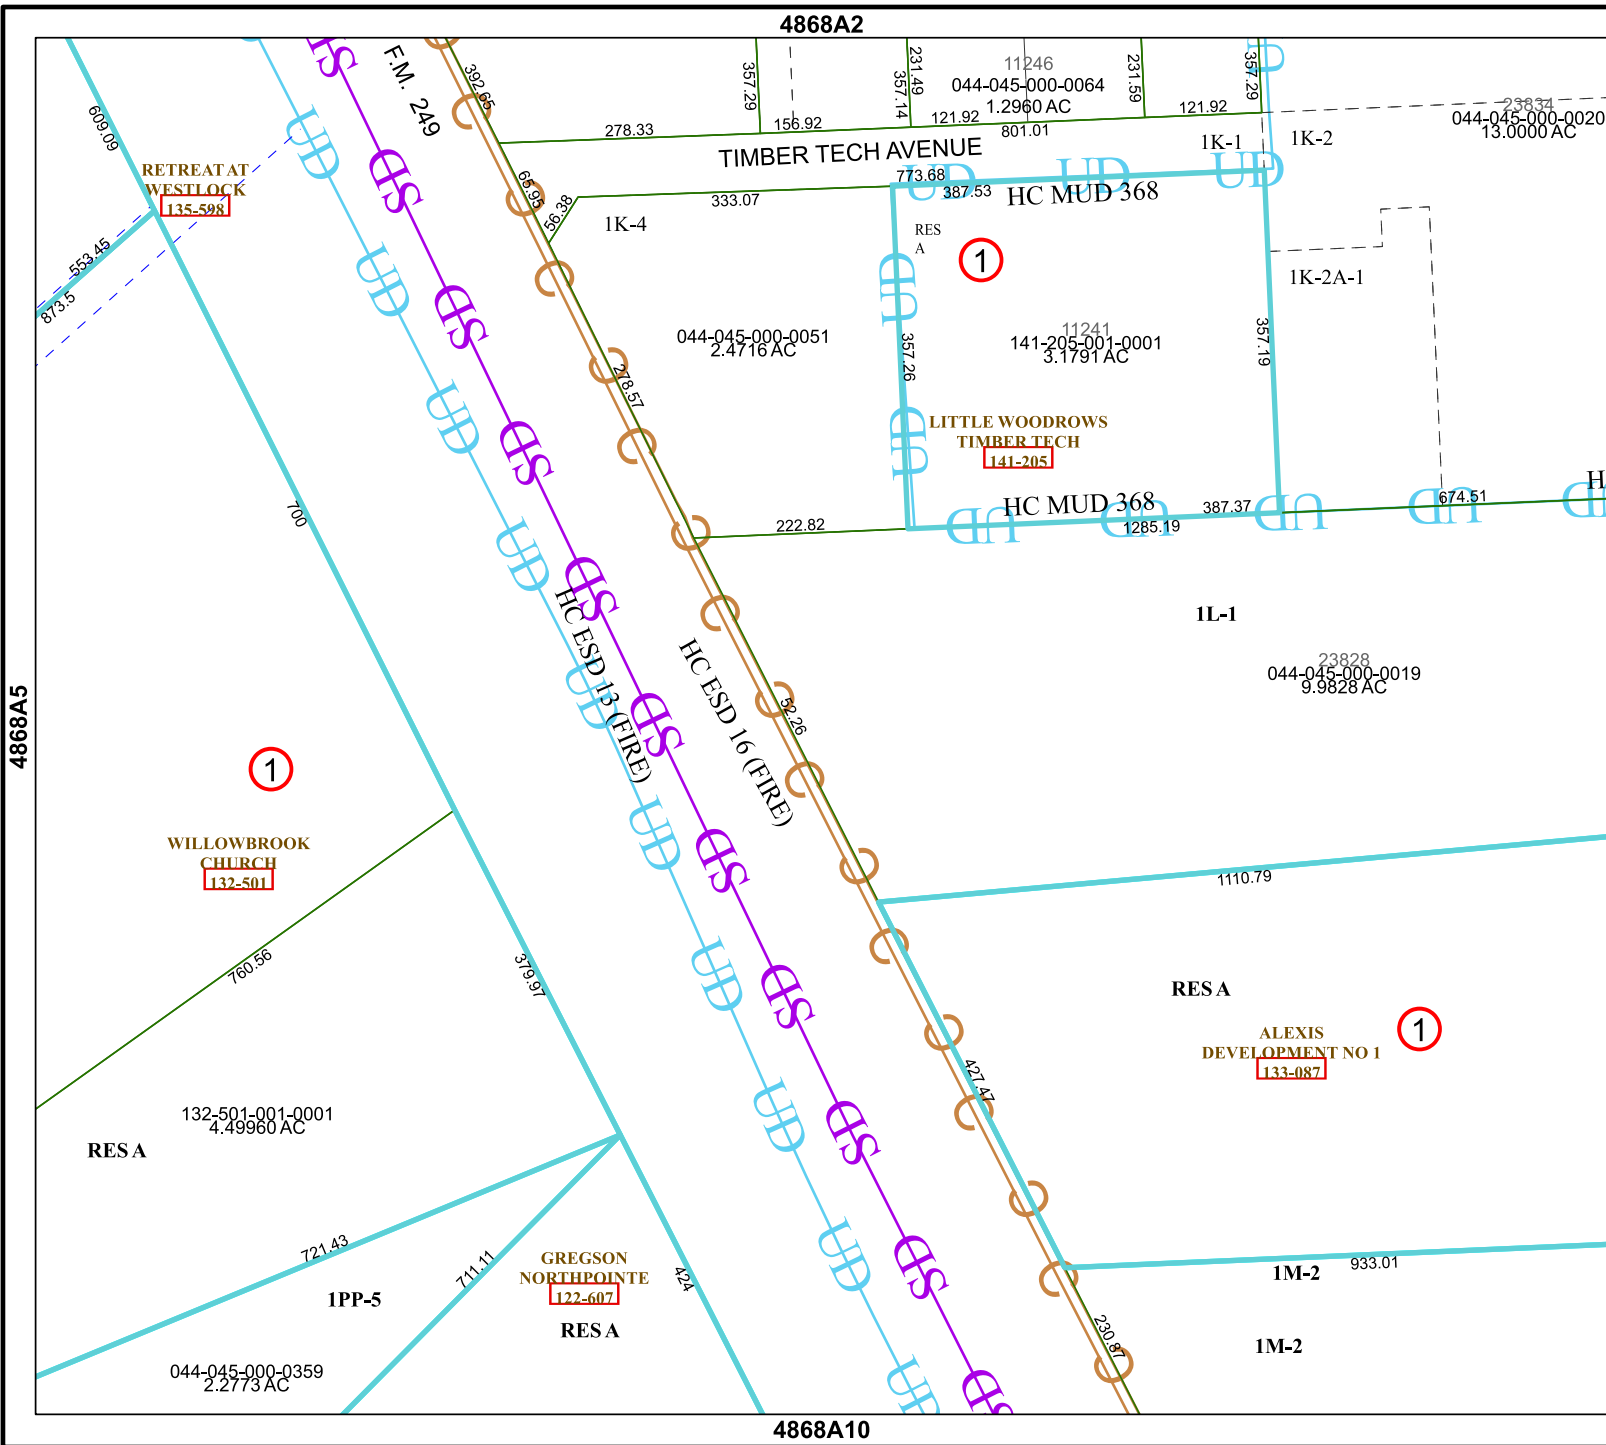 4868A2
392.65
F.M. 249
357.29
156.92
357.14
231.49
11246
044-045-000-0064
1.2960 AC
231.59
357.29
UD
121.92
121.92
801.01
278.33
23834
044-045-000-0020
13.0000 AC
609.09
TIMBER TECH AVENUE
1K-1
1K-2
RETREAT AT
WESTLOCK
135-598
65.95
56.38
333.07
773.68
387.53
HC MUD 368
1K-4
RES
A
1
553.45
873.5
1K-2A-1
044-045-000-0051
2.4716 AC
357.26
11241
141-205-001-0001
3.1791 AC
357.19
278.57
LITTLE WOODROWS
TIMBER TECH
141-205
HC MUD 368
387.37
1285.19
674.51
H
700
222.82
HC ESD 13 (FIRE)
HC ESD 16 (FIRE)
1L-1
23828
044-045-000-0019
9.9828 AC
52.26
4868A5
1
WILLOWBROOK
CHURCH
132-501
1110.79
760.56
379.97
RES A
1
ALEXIS
DEVELOPMENT NO 1
133-087
427.47
132-501-001-0001
4.49960 AC
RES A
721.43
711.11
GREGSON
NORTHPOINTE
122-607
RES A
424
1PP-5
933.01
1M-2
1M-2
230.87
044-045-000-0359
2.2773 AC
4868A10